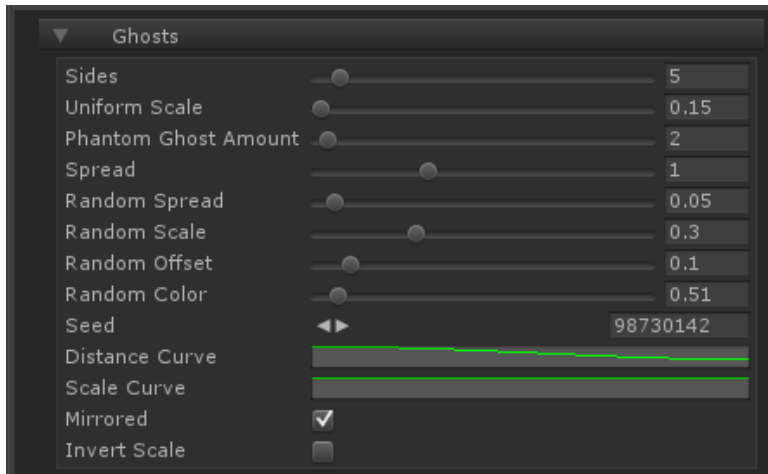 Ghosts
Sides 5
Uniform Scale 0.15
Phantom Ghost Amount 2
Spread 1
Random Spread 0.05
Random Scale 0.3
Random Offset 0.1
Random Color 0.51
Seed 98730142
Distance Curve
Scale Curve
Mirrored
Invert Scale